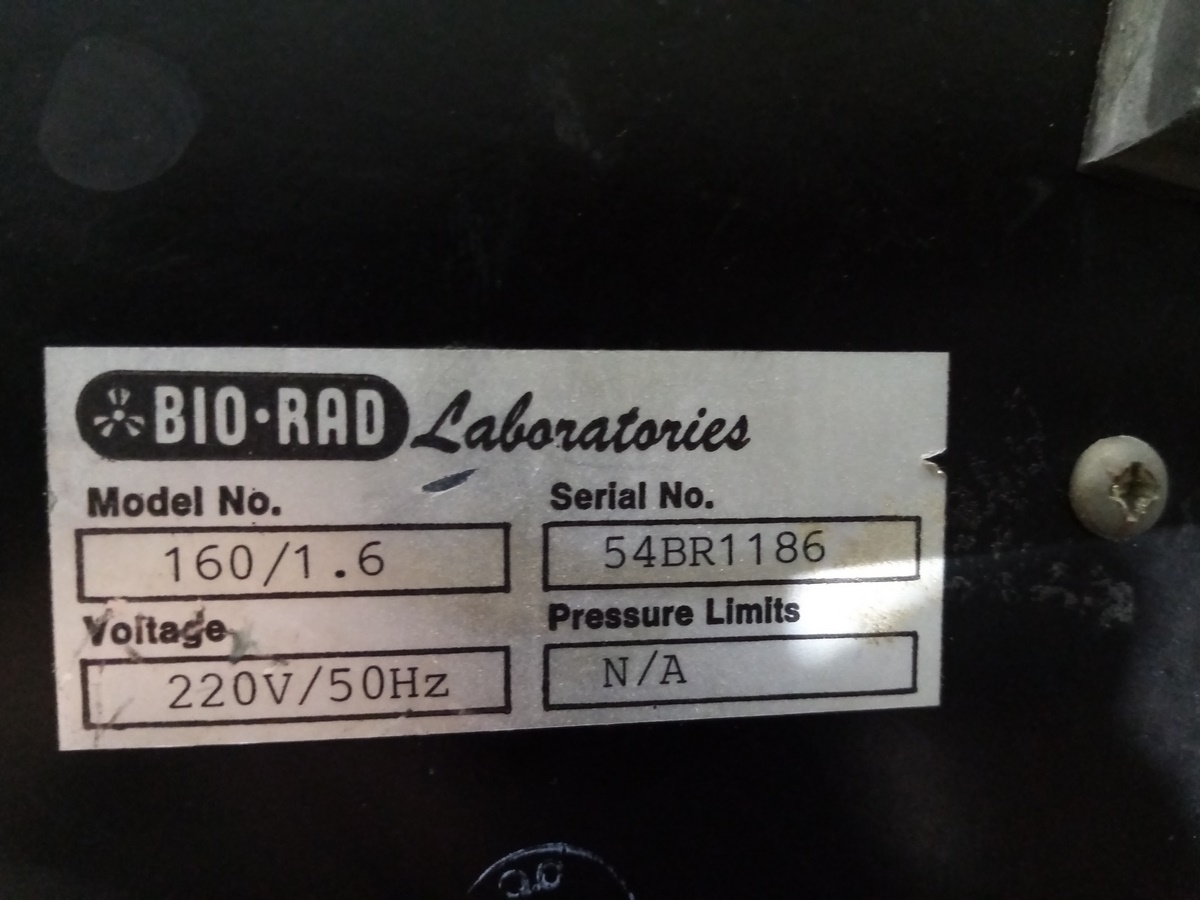 BIO·RAD Laboratories
Model No. Serial No.
160/1.6 54BR1186
Voltage Pressure Limits
220V/50Hz N/A